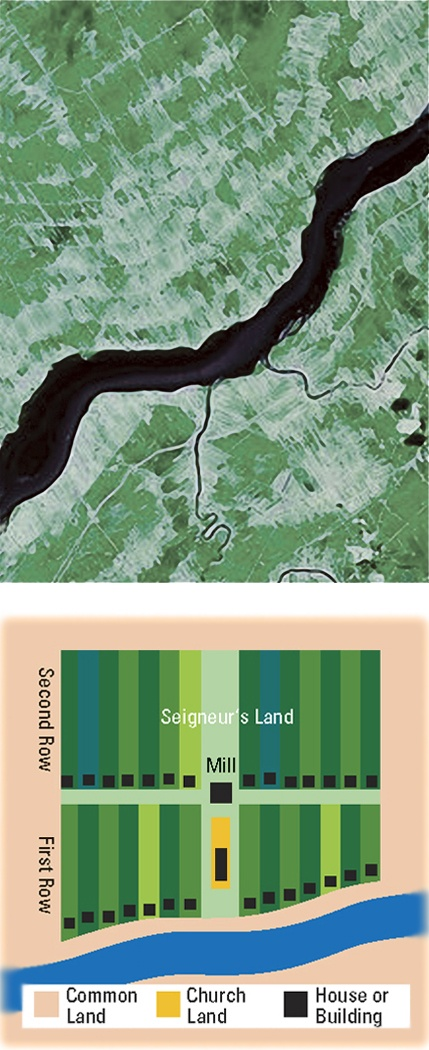 Second Row
Seigneur's Land
Mill
First Row
Common
Land
Church
Land
House or
Building